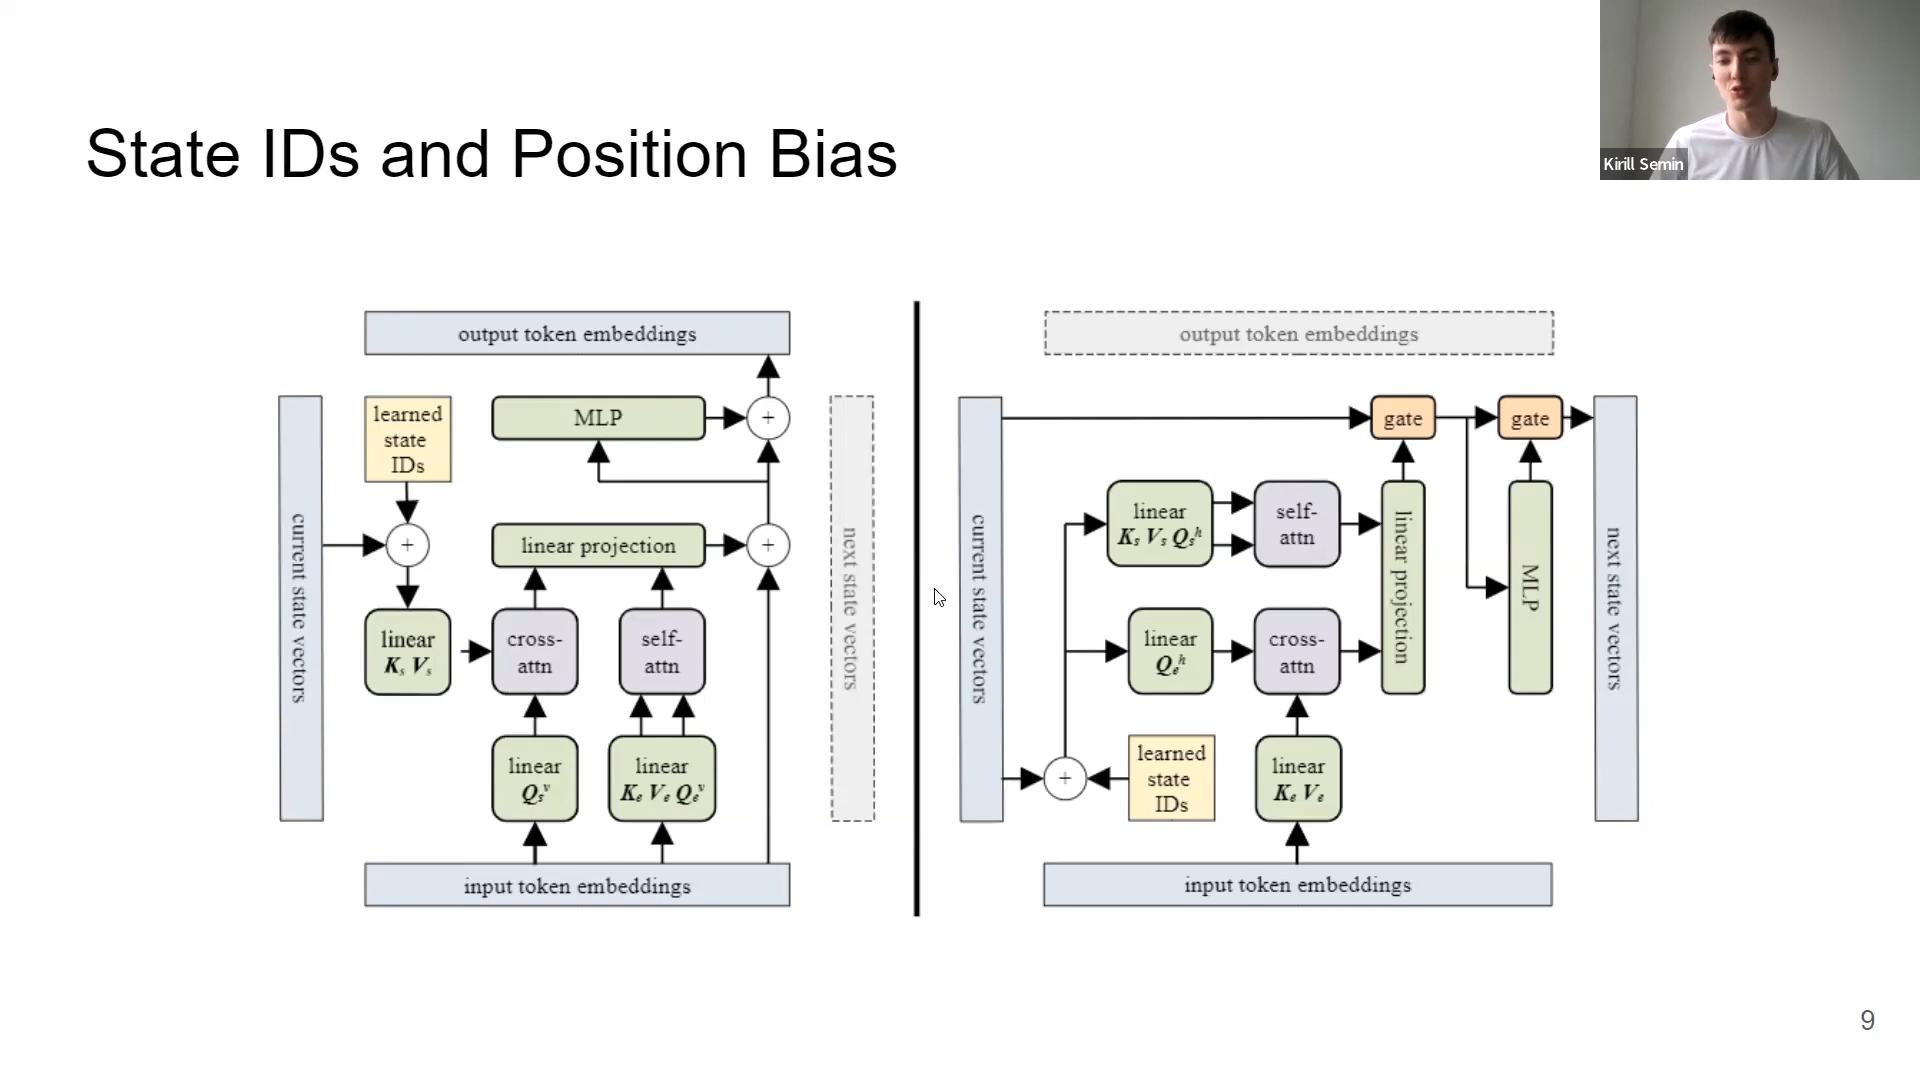 State IDs and Position Bias
Kirill Semin
output token embeddings
current state vectors
learned
state
IDs
MLP
+
+
linear projection
+
linear
Kₛ Vₛ
cross-
attn
self-
attn
linear
Qₛᵛ
linear
Kₑ Vₑ Qₑᵛ
next state vectors
input token embeddings
output token embeddings
current state vectors
gate
gate
linear
Kₛ Vₛ Qₛʰ
self-
attn
linear projection
MLP
linear
Qₑʰ
cross-
attn
+
learned
state
IDs
linear
Kₑ Vₑ
next state vectors
input token embeddings
9